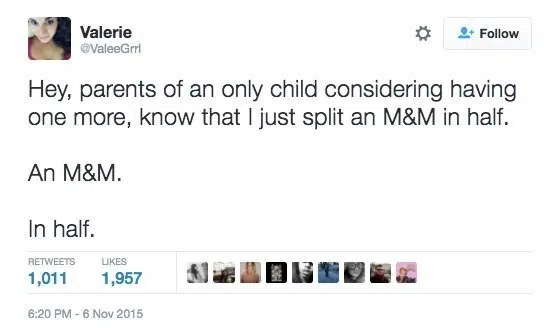 Valerie
@ValeeGrrl
Follow
Hey, parents of an only child considering having
one more, know that I just split an M&M in half.
An M&M.
In half.
RETWEETS LIKES
1,011 1,957
6:20 PM - 6 Nov 2015